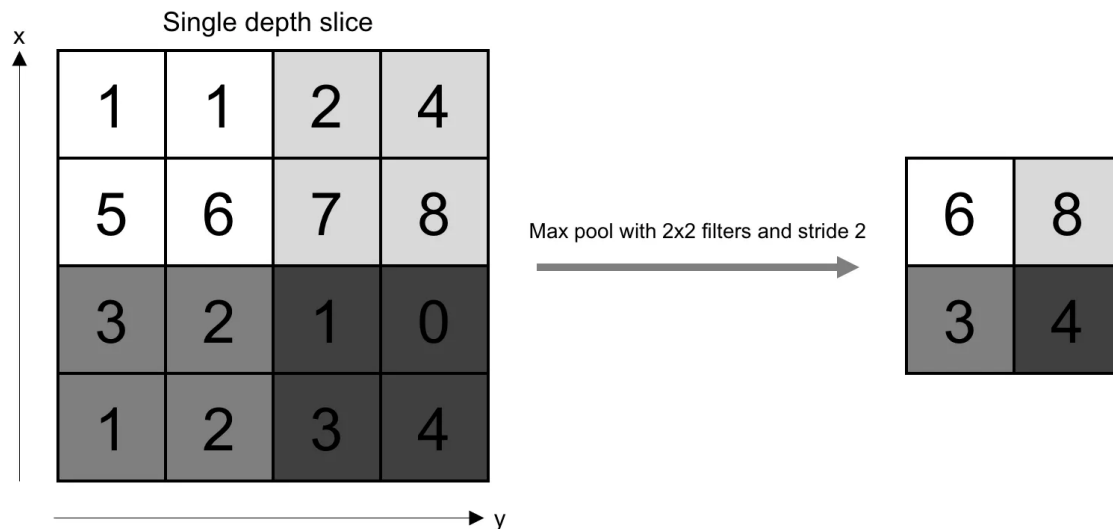 Single depth slice
x
1 1 2 4
5 6 7 8
3 2 1 0
1 2 3 4
y
Max pool with 2x2 filters and stride 2
6 8
3 4